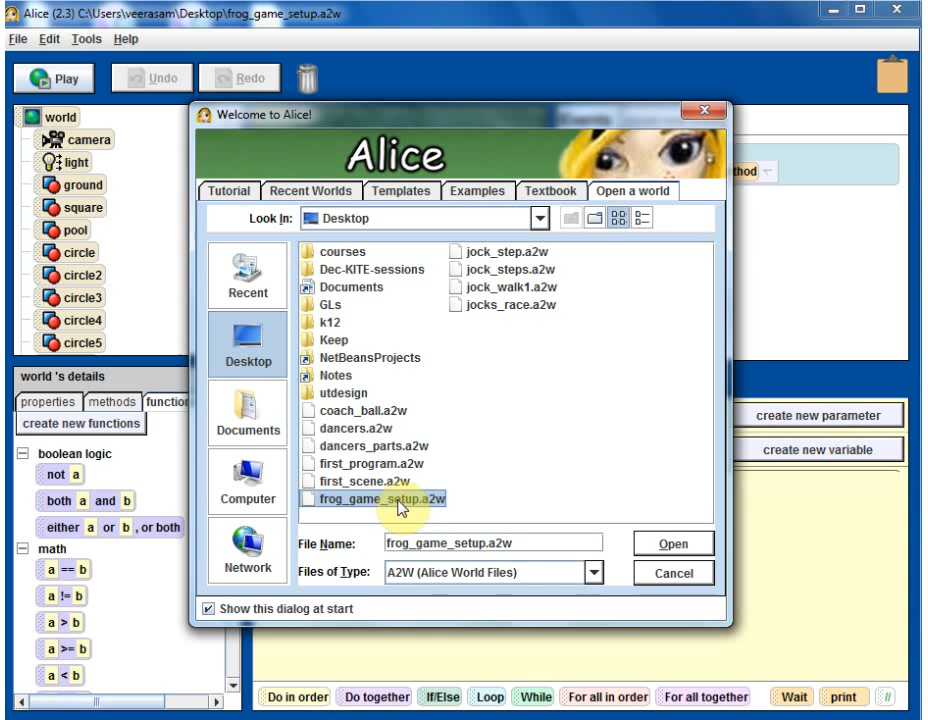 Alice (2.3) C:\Users\veerasam\Desktop\frog_game_setup.a2w
File Edit Tools Help
Play Undo Redo
world
camera
light
ground
square
pool
circle
circle2
circle3
circle4
circle5
Welcome to Alice!
Alice
Tutorial Recent Worlds Templates Examples Textbook Open a world
Look In: Desktop
Recent
Desktop
Documents
Computer
Network
courses
Dec-KITE-sessions
Documents
GLs
k12
Keep
NetBeansProjects
Notes
utdesign
coach_ball.a2w
dancers.a2w
dancers_parts.a2w
first_program.a2w
first_scene.a2w
frog_game_setup.a2w
jock_step.a2w
jock_steps.a2w
jock_walk1.a2w
jocks_race.a2w
File Name: frog_game_setup.a2w Open
Files of Type: A2W (Alice World Files) Cancel
Show this dialog at start
thod
world 's details
properties methods function
create new functions
boolean logic
not a
both a and b
either a or b , or both
math
a == b
a != b
a > b
a >= b
a < b
create new parameter
create new variable
Do in order Do together If/Else Loop While For all in order For all together Wait print //